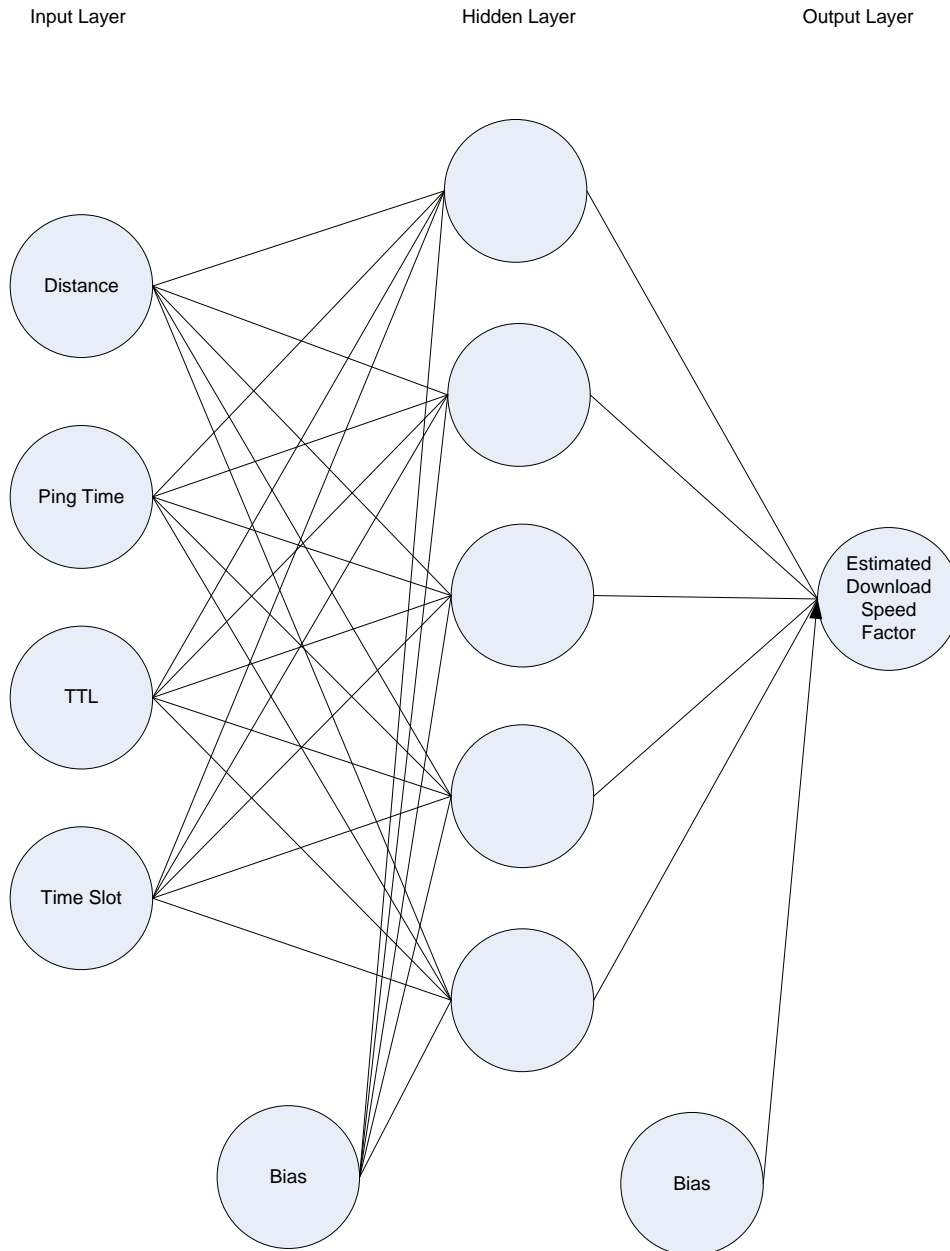 Input Layer
Hidden Layer
Output Layer
Distance
Ping Time
TTL
Time Slot
Estimated
Download
Speed
Factor
Bias
Bias